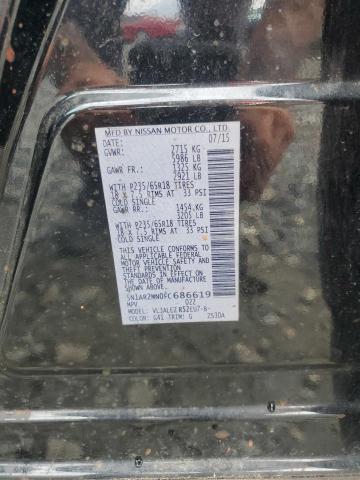 MFD BY NISSAN MOTOR CO., LTD.
DATE: 07/15
GVWR: 2715 KG
5986 LB
GAWR FR.: 1325 KG
2921 LB
WITH P235/65R18 TIRES
18 X 7.5 RIMS AT 33 PSI
COLD SINGLE
GAWR RR.: 1454 KG
3205 LB
WITH P235/65R18 TIRES
18 X 7.5 RIMS AT 33 PSI
COLD SINGLE
THIS VEHICLE CONFORMS TO
ALL APPLICABLE FEDERAL
MOTOR VEHICLE SAFETY AND
THEFT PREVENTION STANDARDS
IN EFFECT ON THE DATE OF
MANUFACTURE SHOWN ABOVE.
5N1AR2MN0FC686619
MPV 022
MODEL: R52EU7-B-
COLOR: G41 TRIM: G 2530A